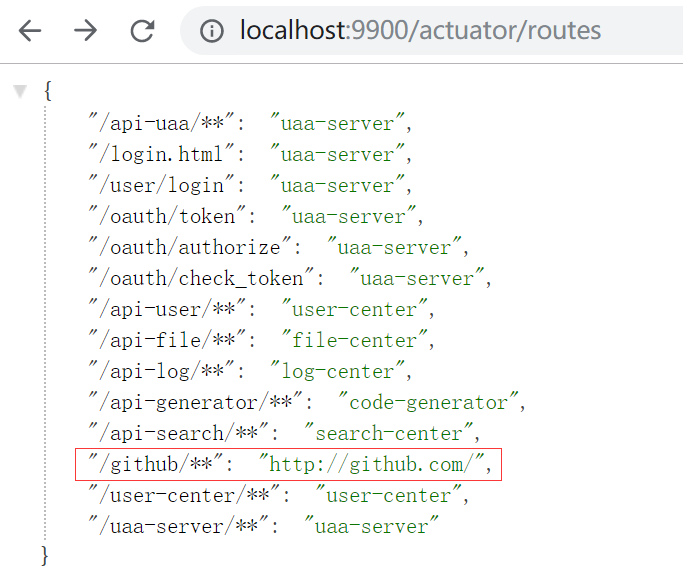 localhost:9900/actuator/routes
{
"/api-uaa/**": "uaa-server",
"/login.html": "uaa-server",
"/user/login": "uaa-server",
"/oauth/token": "uaa-server",
"/oauth/authorize": "uaa-server",
"/oauth/check_token": "uaa-server",
"/api-user/**": "user-center",
"/api-file/**": "file-center",
"/api-log/**": "log-center",
"/api-generator/**": "code-generator",
"/api-search/**": "search-center",
"/github/**": "http://github.com/",
"/user-center/**": "user-center",
"/uaa-server/**": "uaa-server"
}